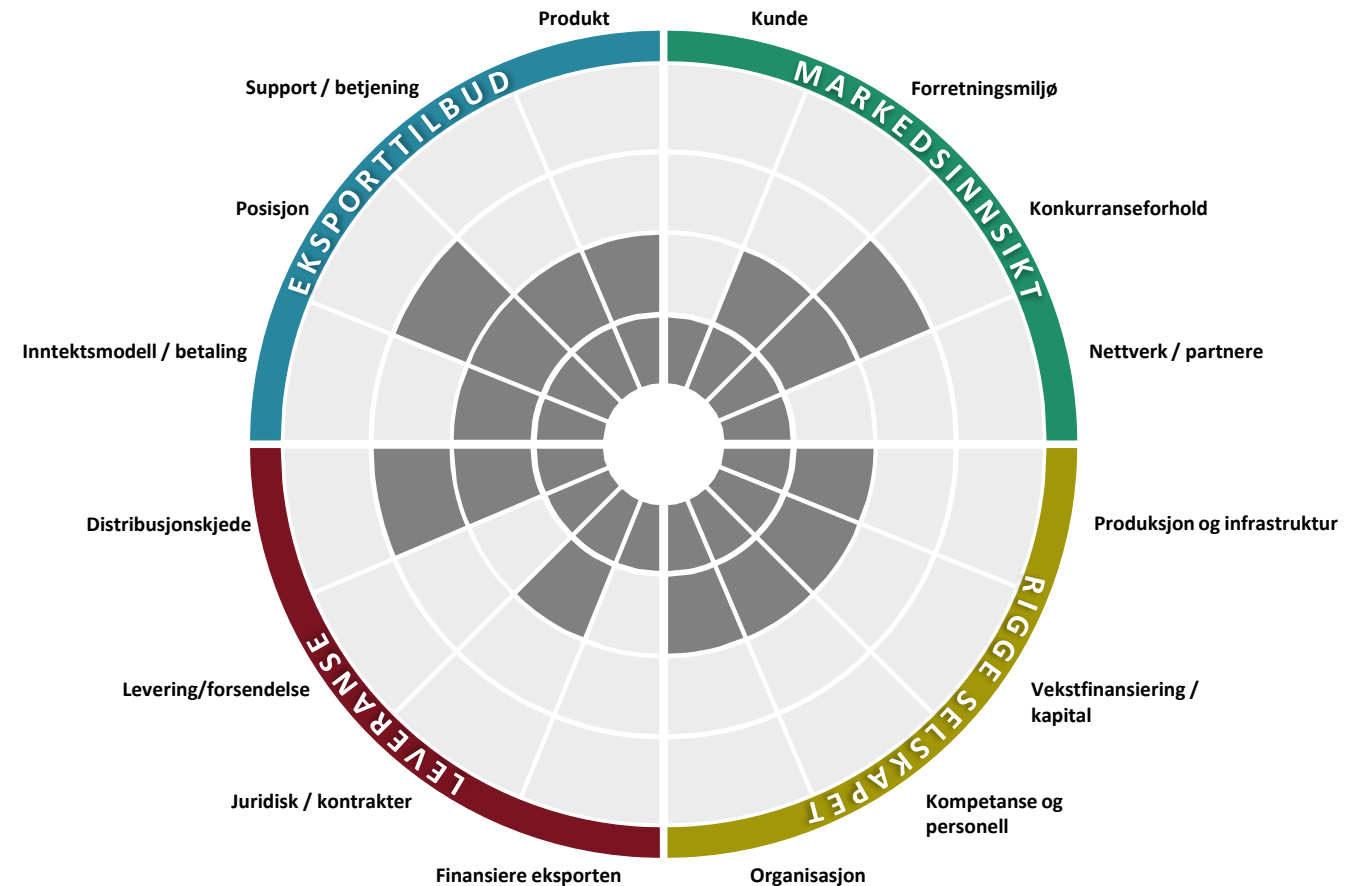 Produkt
Kunde
Support / betjening
Forretningsmiljø
EKSPORTTILBUD
MARKEDSINNSIKT
Posisjon
Konkurranseforhold
Inntektsmodell / betaling
Nettverk / partnere
Distribusjonskjede
Produksjon og infrastruktur
LEVERANSE
RIGGE SELSKAPET
Levering/forsendelse
Vekstfinansiering /
kapital
Juridisk / kontrakter
Kompetanse og
personell
Finansiere eksporten
Organisasjon